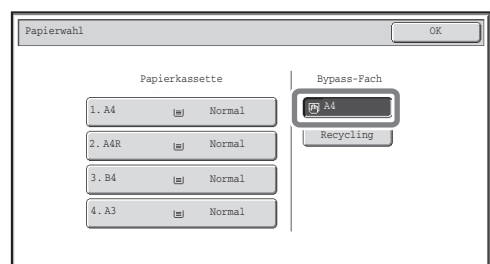 Papierwahl
OK
Papierkassette
1. A4 Normal
2. A4R Normal
3. B4 Normal
4. A3 Normal
Bypass-Fach
A4
Recycling